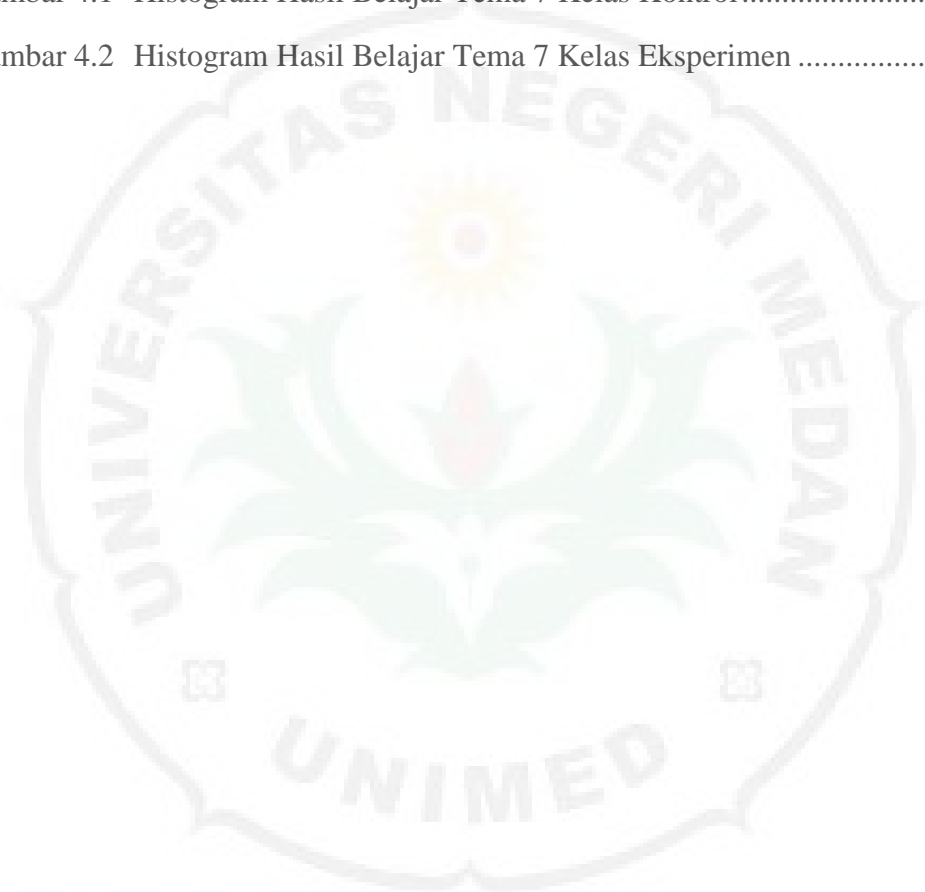 mbar 4.1 Histogram Hasil Belajar Tema 7 Kelas Kontrol.......................
mbar 4.2 Histogram Hasil Belajar Tema 7 Kelas Eksperimen ................
UNIVERSITAS NEGERI MEDAN
UNIMED